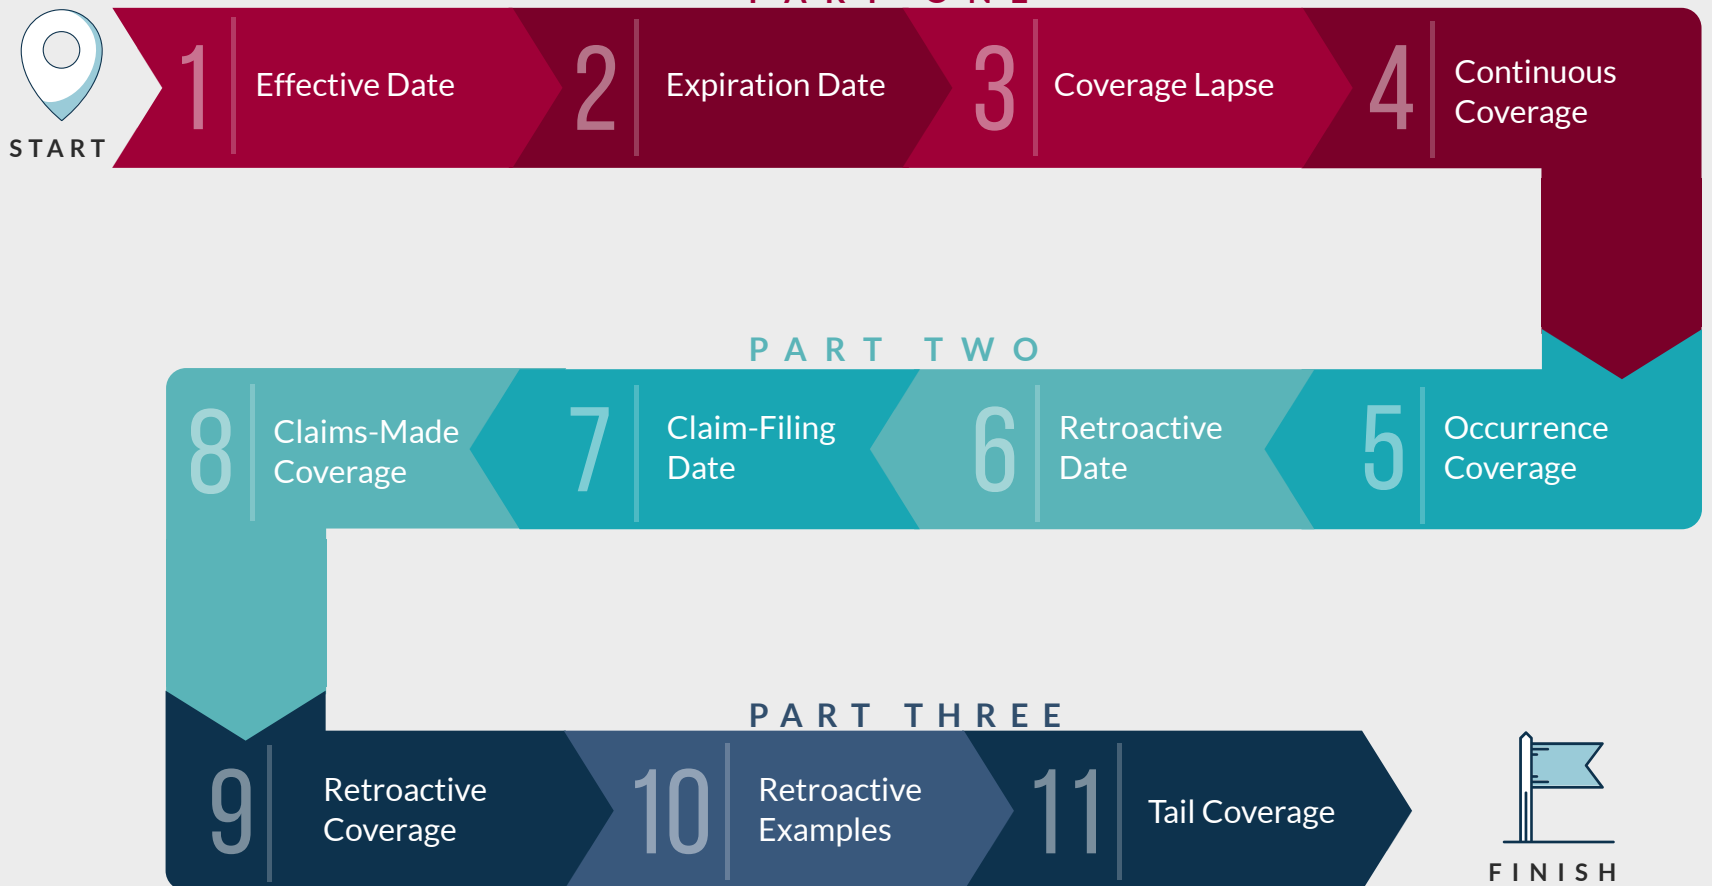 PART ONE
START
1
Effective Date
2
Expiration Date
3
Coverage Lapse
4
Continuous
Coverage
PART TWO
8
Claims-Made
Coverage
7
Claim-Filing
Date
6
Retroactive
Date
5
Occurrence
Coverage
PART THREE
9
Retroactive
Coverage
10
Retroactive
Examples
11
Tail Coverage
FINISH